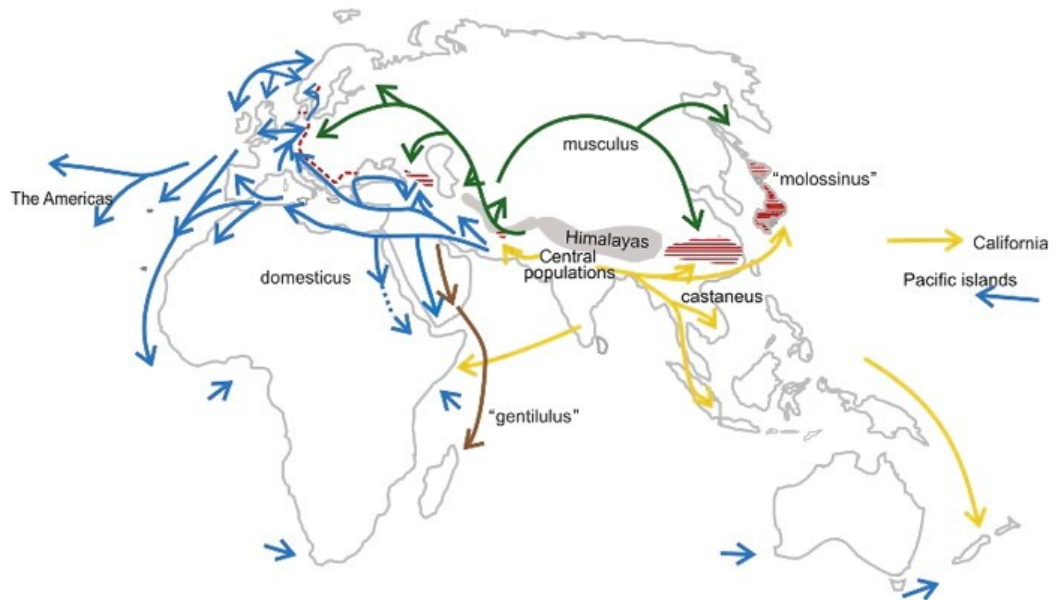 musculus
"molossinus"
The Americas
Himalayas
California
Central
populations
domesticus
Pacific islands
castaneus
"gentilulus"